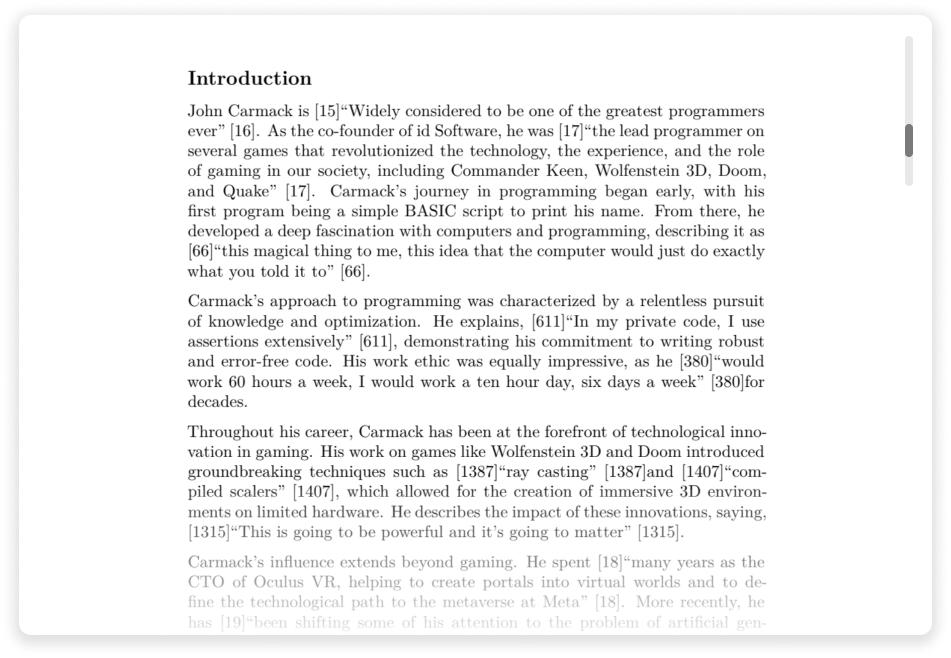 Introduction
John Carmack is [15]“Widely considered to be one of the greatest programmers
ever” [16]. As the co-founder of id Software, he was [17]“the lead programmer on
several games that revolutionized the technology, the experience, and the role
of gaming in our society, including Commander Keen, Wolfenstein 3D, Doom,
and Quake” [17]. Carmack’s journey in programming began early, with his
first program being a simple BASIC script to print his name. From there, he
developed a deep fascination with computers and programming, describing it as
[66]“this magical thing to me, this idea that the computer would just do exactly
what you told it to” [66].
Carmack’s approach to programming was characterized by a relentless pursuit
of knowledge and optimization. He explains, [611]“In my private code, I use
assertions extensively” [611], demonstrating his commitment to writing robust
and error-free code. His work ethic was equally impressive, as he [380]“would
work 60 hours a week, I would work a ten hour day, six days a week” [380]for
decades.
Throughout his career, Carmack has been at the forefront of technological inno-
vation in gaming. His work on games like Wolfenstein 3D and Doom introduced
groundbreaking techniques such as [1387]“ray casting” [1387]and [1407]“com-
piled scalers” [1407], which allowed for the creation of immersive 3D environ-
ments on limited hardware. He describes the impact of these innovations, saying,
[1315]“This is going to be powerful and it’s going to matter” [1315].
Carmack’s influence extends beyond gaming. He spent [18]“many years as the
CTO of Oculus VR, helping to create portals into virtual worlds and to de-
fine the technological path to the metaverse at Meta” [18]. More recently, he
has [19]“been shifting some of his attention to the problem of artificial gen-